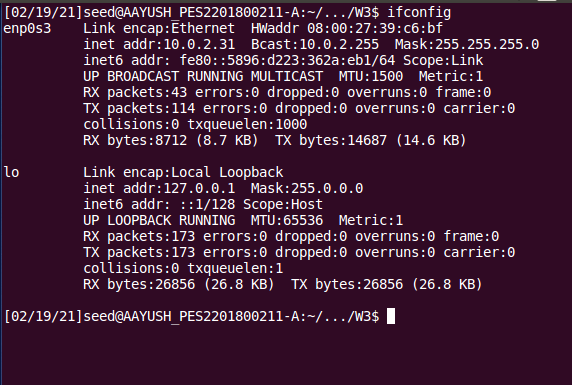 [02/19/21]seed@AAYUSH_PES2201800211-A:~/.../W3$ ifconfig
enp0s3    Link encap:Ethernet  HWaddr 08:00:27:39:c6:bf
          inet addr:10.0.2.31  Bcast:10.0.2.255  Mask:255.255.255.0
          inet6 addr: fe80::5896:d223:362a:eb1/64 Scope:Link
          UP BROADCAST RUNNING MULTICAST  MTU:1500  Metric:1
          RX packets:43 errors:0 dropped:0 overruns:0 frame:0
          TX packets:114 errors:0 dropped:0 overruns:0 carrier:0
          collisions:0 txqueuelen:1000
          RX bytes:8712 (8.7 KB)  TX bytes:14687 (14.6 KB)

lo        Link encap:Local Loopback
          inet addr:127.0.0.1  Mask:255.0.0.0
          inet6 addr: ::1/128 Scope:Host
          UP LOOPBACK RUNNING  MTU:65536  Metric:1
          RX packets:173 errors:0 dropped:0 overruns:0 frame:0
          TX packets:173 errors:0 dropped:0 overruns:0 carrier:0
          collisions:0 txqueuelen:1
          RX bytes:26856 (26.8 KB)  TX bytes:26856 (26.8 KB)

[02/19/21]seed@AAYUSH_PES2201800211-A:~/.../W3$